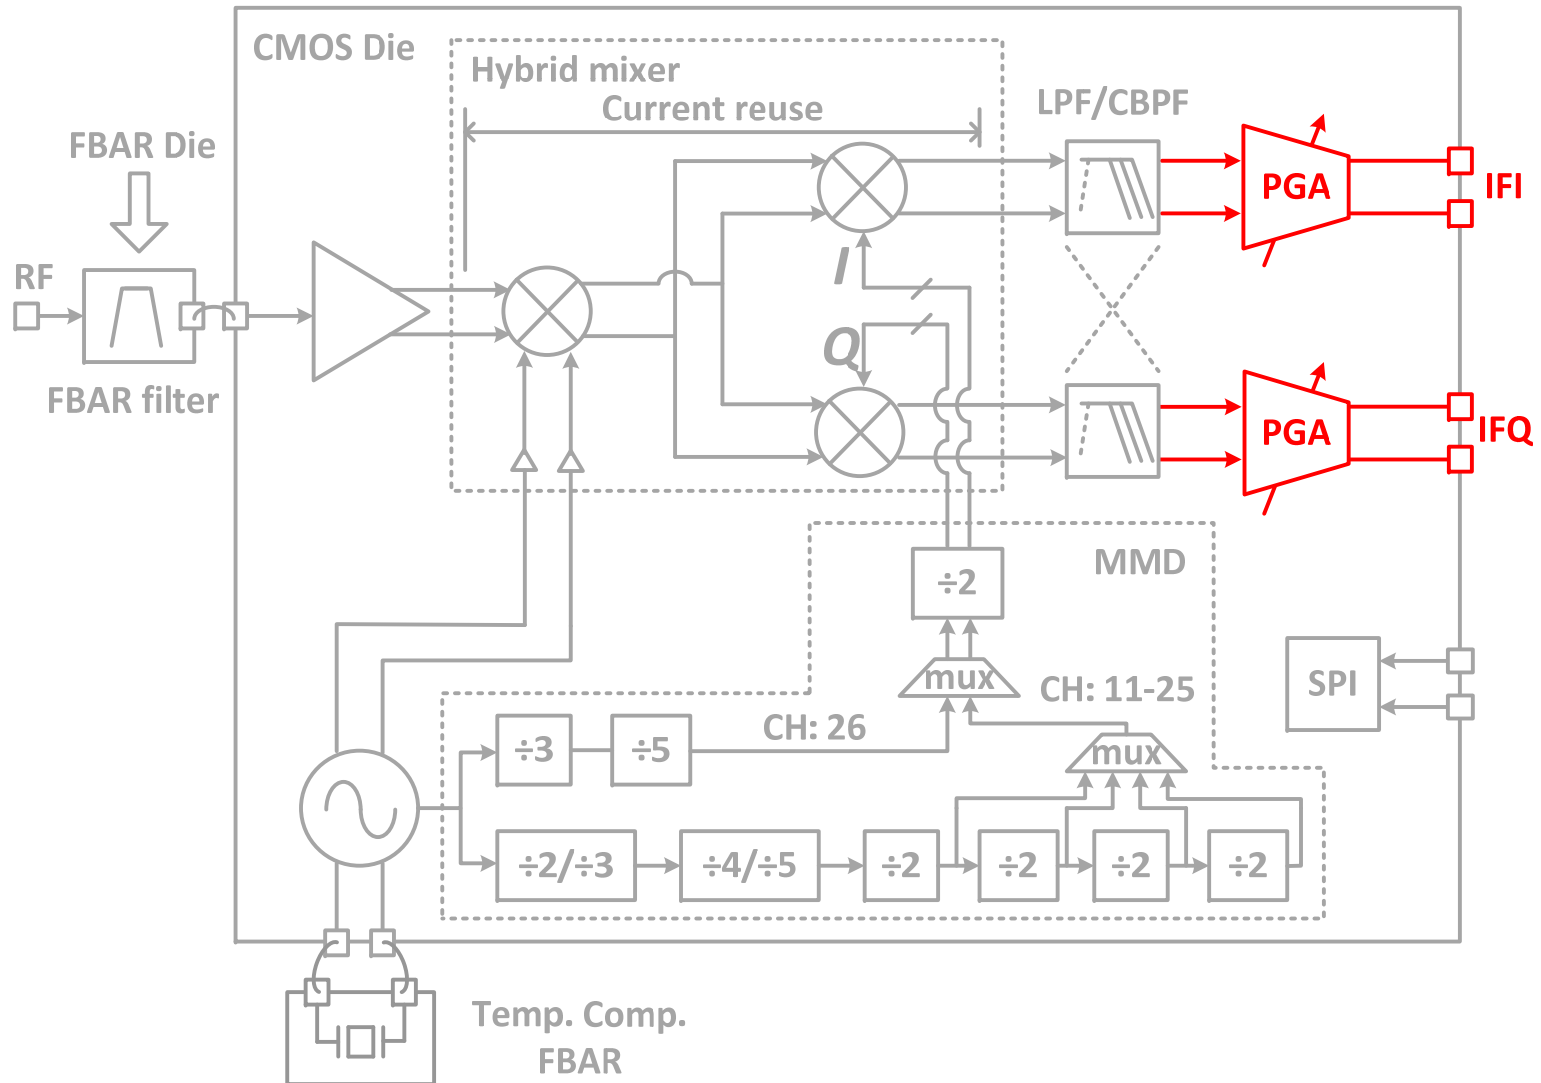 CMOS Die
Hybrid mixer
Current reuse
LPF/CBPF
FBAR Die
PGA
IFI
RF
I
Q
FBAR filter
PGA
IFQ
MMD
÷2
mux
CH: 11-25
SPI
CH: 26
÷3
÷5
mux
÷2/÷3
÷4/÷5
÷2
÷2
÷2
÷2
Temp. Comp.
FBAR